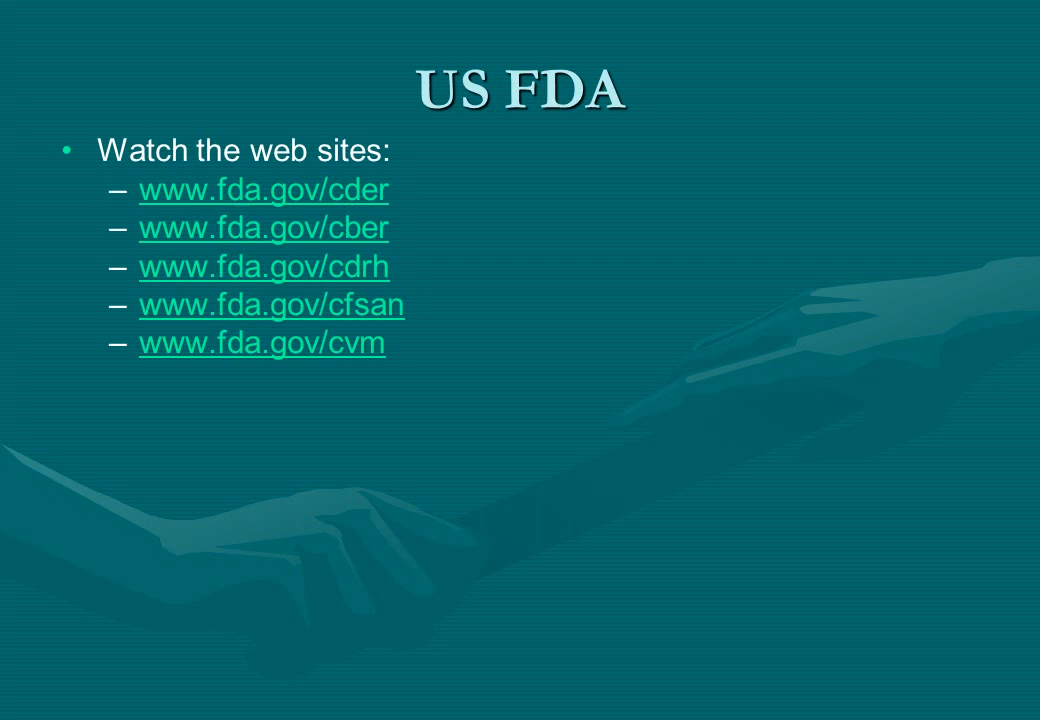 US FDA
• Watch the web sites:
– www.fda.gov/cder
– www.fda.gov/cber
– www.fda.gov/cdrh
– www.fda.gov/cfsan
– www.fda.gov/cvm